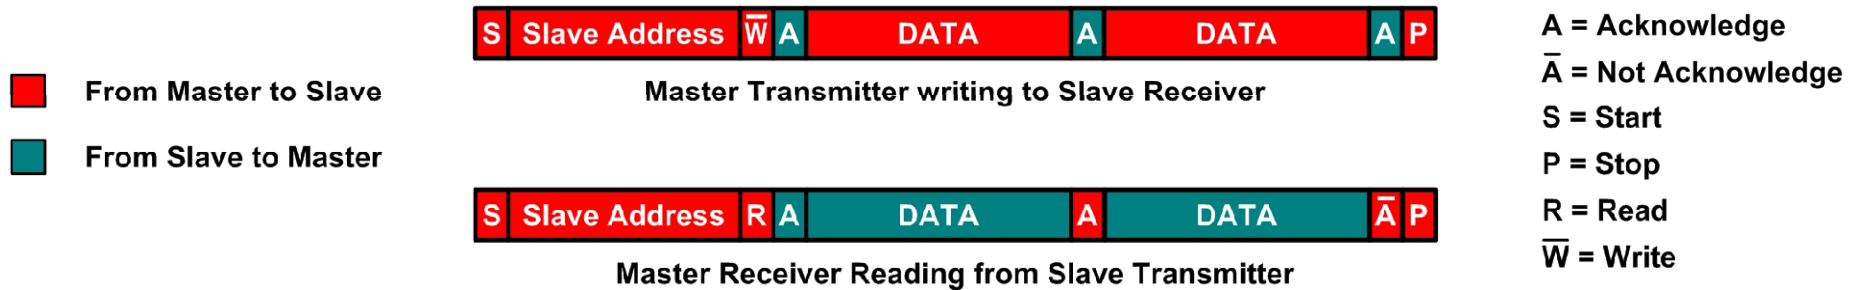 S Slave Address W̅ A DATA A DATA A P
Master Transmitter writing to Slave Receiver
From Master to Slave
From Slave to Master
S Slave Address R A DATA A DATA A̅ P
Master Receiver Reading from Slave Transmitter
A = Acknowledge
A̅ = Not Acknowledge
S = Start
P = Stop
R = Read
W̅ = Write